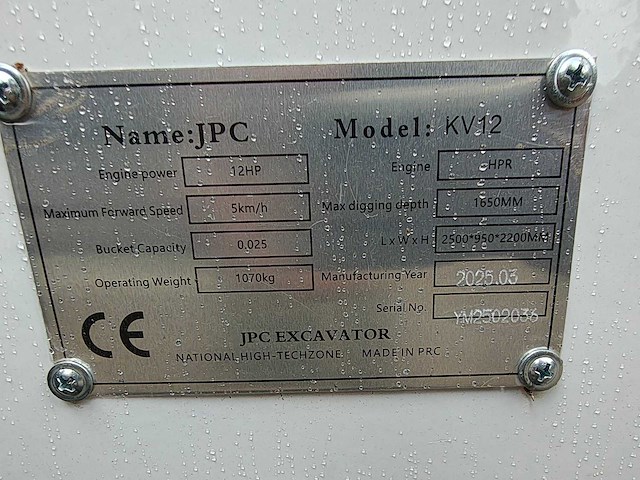 Name:JPC Model: KV12
Engine power 12HP Engine HPR
Maximum Forward Speed 5km/h Max digging depth 1650MM
Bucket Capacity 0.025 L x W x H 2500*950*2200MM
Operating Weight 1070kg Manufacturing Year 2025.03
Serial No. YM2502036
CE
JPC EXCAVATOR
NATIONAL HIGH-TECHZONE MADE IN PRC